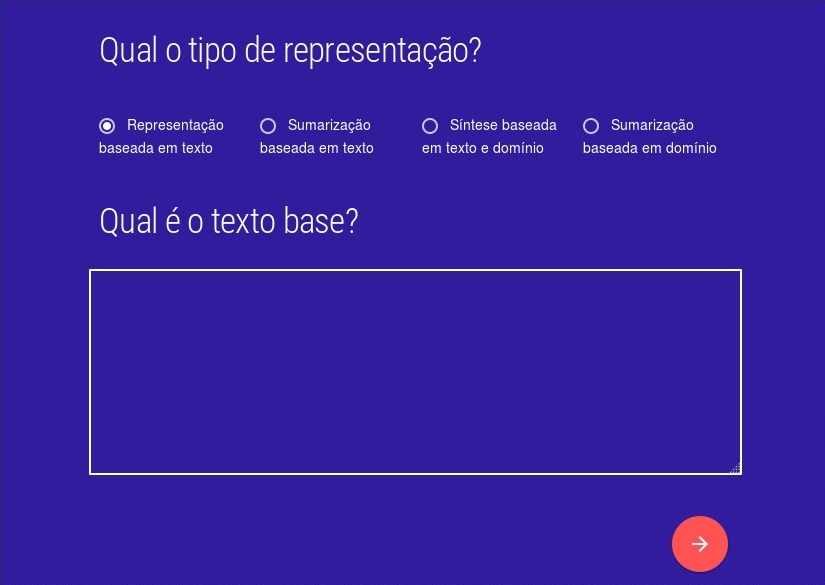 Qual o tipo de representação?
Representação Sumarização Síntese baseada Sumarização
baseada em texto baseada em texto em texto e domínio baseada em domínio
Qual é o texto base?